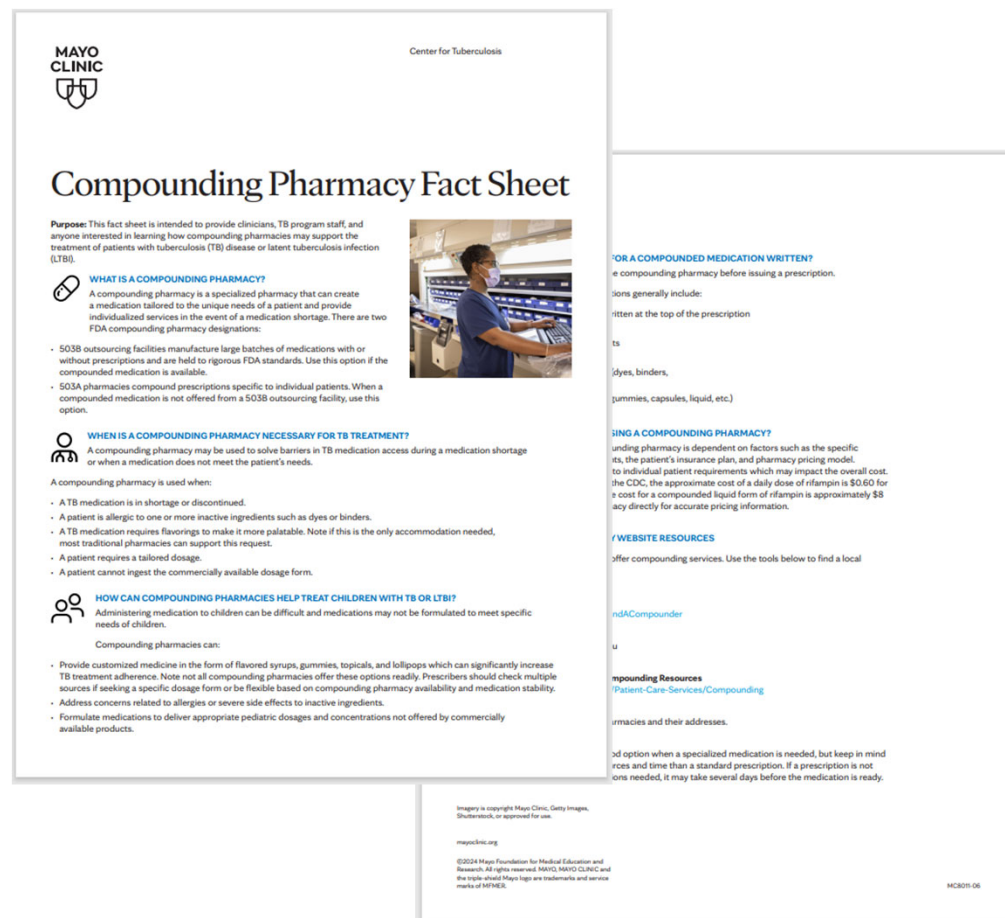 MAYO
CLINIC
Center for Tuberculosis
Compounding Pharmacy Fact Sheet
Purpose: This fact sheet is intended to provide clinicians, TB program staff, and
anyone interested in learning how compounding pharmacies may support the
treatment of patients with tuberculosis (TB) disease or latent tuberculosis infection
(LTBI).
WHAT IS A COMPOUNDING PHARMACY?
A compounding pharmacy is a specialized pharmacy that can create
a medication tailored to the unique needs of a patient and provide
individualized services in the event of a medication shortage. There are two
FDA compounding pharmacy designations:
• 503B outsourcing facilities manufacture large batches of medications with or
without prescriptions and are held to rigorous FDA standards. Use this option if the
compounded medication is available.
• 503A pharmacies compound prescriptions specific to individual patients. When a
compounded medication is not offered from a 503B outsourcing facility, use this
option.
WHEN IS A COMPOUNDING PHARMACY NECESSARY FOR TB TREATMENT?
A compounding pharmacy may be used to solve barriers in TB medication access during a medication shortage
or when a medication does not meet the patient's needs.
A compounding pharmacy is used when:
• A TB medication is in shortage or discontinued.
• A patient is allergic to one or more inactive ingredients such as dyes or binders.
• A TB medication requires flavorings to make it more palatable. Note if this is the only accommodation needed,
most traditional pharmacies can support this request.
• A patient requires a tailored dosage.
• A patient cannot ingest the commercially available dosage form.
HOW CAN COMPOUNDING PHARMACIES HELP TREAT CHILDREN WITH TB OR LTBI?
Administering medication to children can be difficult and medications may not be formulated to meet specific
needs of children.
Compounding pharmacies can:
• Provide customized medicine in the form of flavored syrups, gummies, topicals, and lollipops which can significantly increase
TB treatment adherence. Note not all compounding pharmacies offer these options readily. Prescribers should check multiple
sources if seeking a specific dosage form or be flexible based on compounding pharmacy availability and medication stability.
• Address concerns related to allergies or severe side effects to inactive ingredients.
• Formulate medications to deliver appropriate pediatric dosages and concentrations not offered by commercially
available products.
FOR A COMPOUNDED MEDICATION WRITTEN?
e compounding pharmacy before issuing a prescription.
tions generally include:
ritten at the top of the prescription
ts
(dyes, binders,
gummies, capsules, liquid, etc.)
SING A COMPOUNDING PHARMACY?
unding pharmacy is dependent on factors such as the specific
ts, the patient's insurance plan, and pharmacy pricing model.
to individual patient requirements which may impact the overall cost.
the CDC, the approximate cost of a daily dose of rifampin is $0.60 for
e cost for a compounded liquid form of rifampin is approximately $8
acy directly for accurate pricing information.
Y WEBSITE RESOURCES
offer compounding services. Use the tools below to find a local
ndACompounder
u
mpounding Resources
/Patient-Care-Services/Compounding
rmacies and their addresses.
od option when a specialized medication is needed, but keep in mind
rces and time than a standard prescription. If a prescription is not
ons needed, it may take several days before the medication is ready.
Imagery is copyright Mayo Clinic, Getty Images,
Shutterstock, or approved for use.
mayoclinic.org
©2024 Mayo Foundation for Medical Education and
Research. All rights reserved. MAYO, MAYO CLINIC and
the triple-shield Mayo logo are trademarks and service
marks of MFMER.
MC8011-06